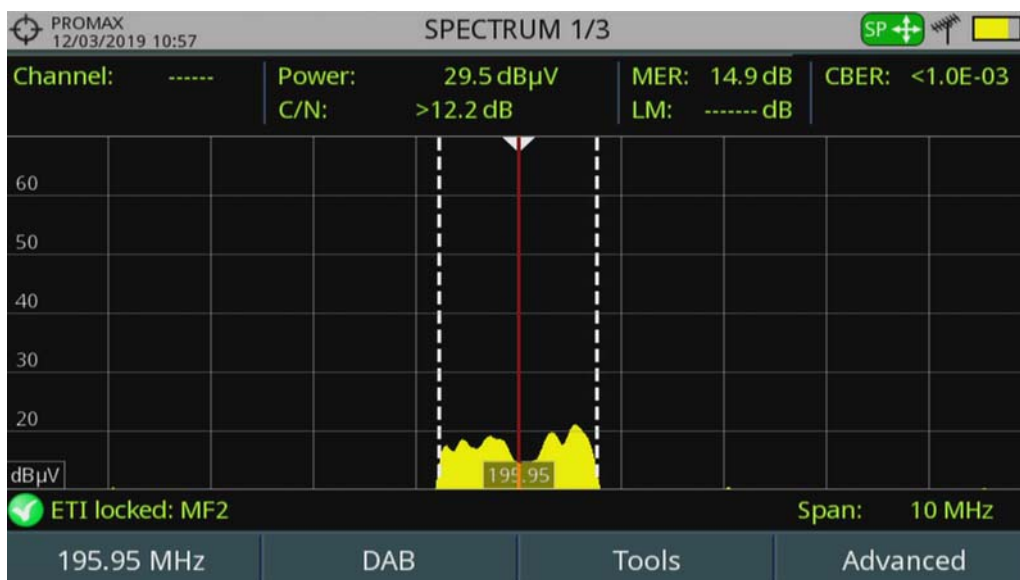 PROMAX
12/03/2019 10:57
SPECTRUM 1/3
SP
Channel: ------
Power: 29.5 dBµV
MER: 14.9 dB
CBER: <1.0E-03
C/N: >12.2 dB
LM: ------- dB
60
50
40
30
20
dBµV
195.95
ETI locked: MF2
Span: 10 MHz
195.95 MHz
DAB
Tools
Advanced